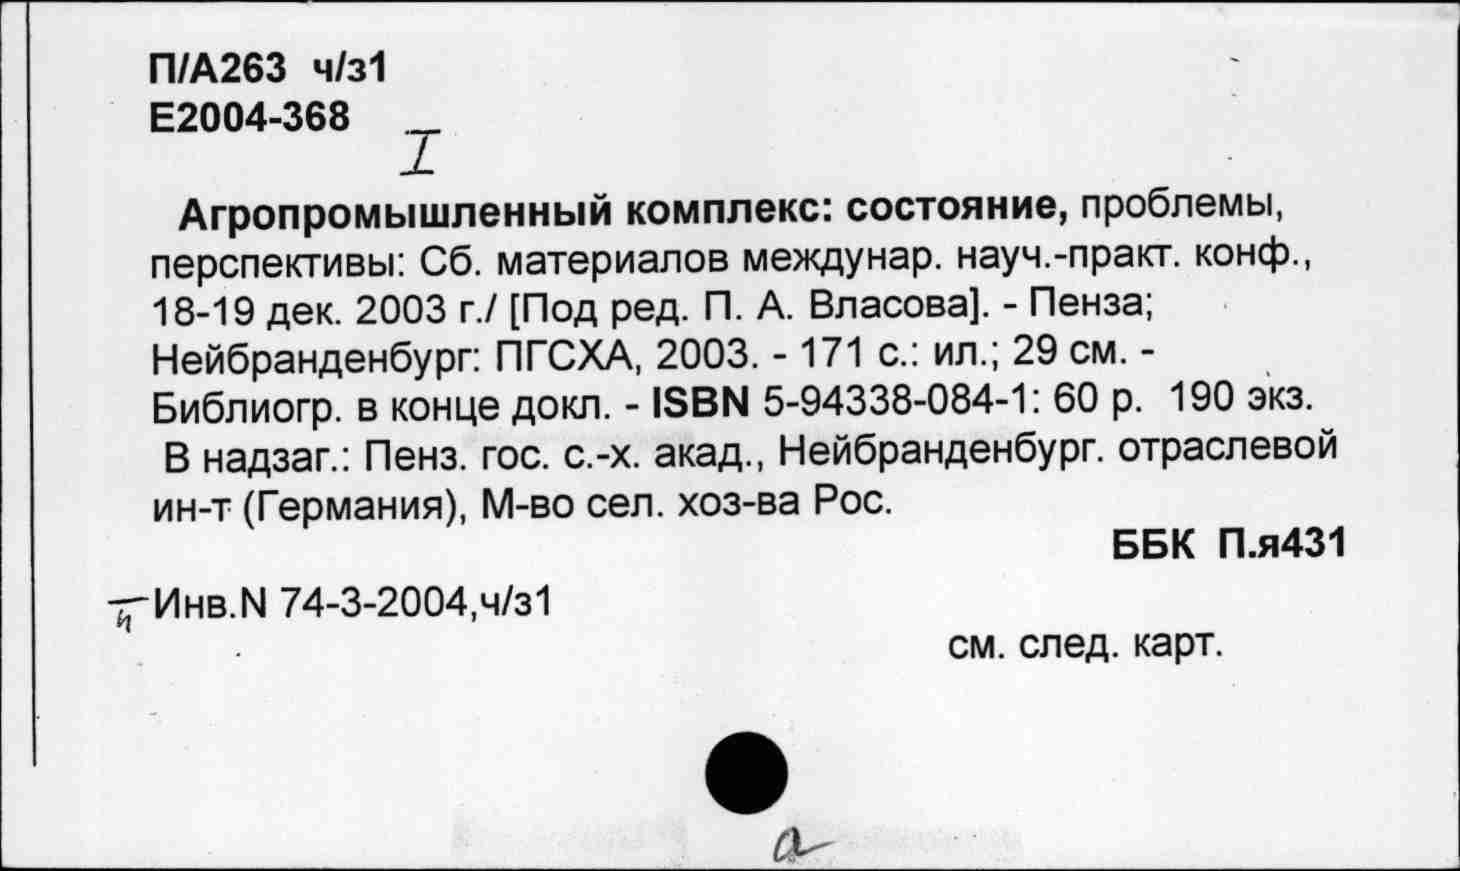 П/А263 ч/з1
Е2004-368
I
Агропромышленный комплекс: состояние, проблемы,
перспективы: Сб. материалов междунар. науч.-практ. конф.,
18-19 дек. 2003 г./ [Под ред. П. А. Власова]. - Пенза;
Нейбранденбург: ПГСХА, 2003. - 171 с.: ил.; 29 см. -
Библиогр. в конце докл. - ISBN 5-94338-084-1: 60 р. 190 экз.
В надзаг.: Пенз. гос. с.-х. акад., Нейбранденбург. отраслевой
ин-т (Германия), М-во сел. хоз-ва Рос.
ББК П.я431
Инв.N 74-3-2004,ч/з1
см. след. карт.
а